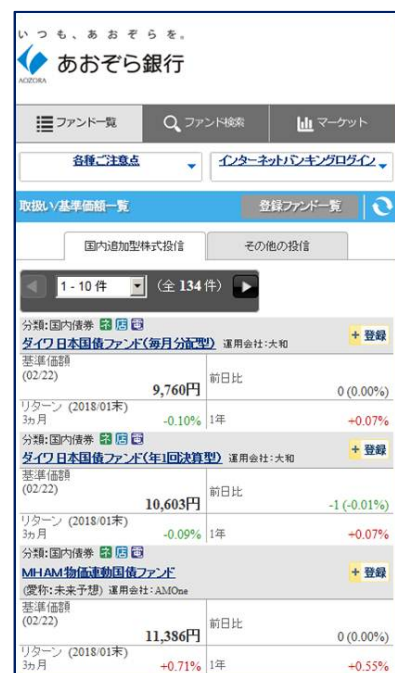 いつも、あおぞらを。
AOZORA
あおぞら銀行
ファンド一覧 ファンド検索 マーケット
各種ご注意点 インターネットバンキングログイン
取扱い/基準価額一覧 登録ファンド一覧
国内追加型株式投信 その他の投信
1 - 10 件 (全 134 件)
分類:国内債券 ネ 店 電
ダイワ日本国債ファンド(毎月分配型) 運用会社:大和 + 登録
基準価額
(02/22)
9,760円 前日比 0 (0.00%)
リターン (2018/01末)
3ヵ月 -0.10% 1年 +0.07%
分類:国内債券 ネ 店 電
ダイワ日本国債ファンド(年1回決算型) 運用会社:大和 + 登録
基準価額
(02/22)
10,603円 前日比 -1 (-0.01%)
リターン (2018/01末)
3ヵ月 -0.09% 1年 +0.07%
分類:国内債券 ネ 店 電
MHAM物価連動国債ファンド + 登録
(愛称:未来予想) 運用会社:AMOne
基準価額
(02/22)
11,386円 前日比 0 (0.00%)
リターン (2018/01末)
3ヵ月 +0.71% 1年 +0.55%